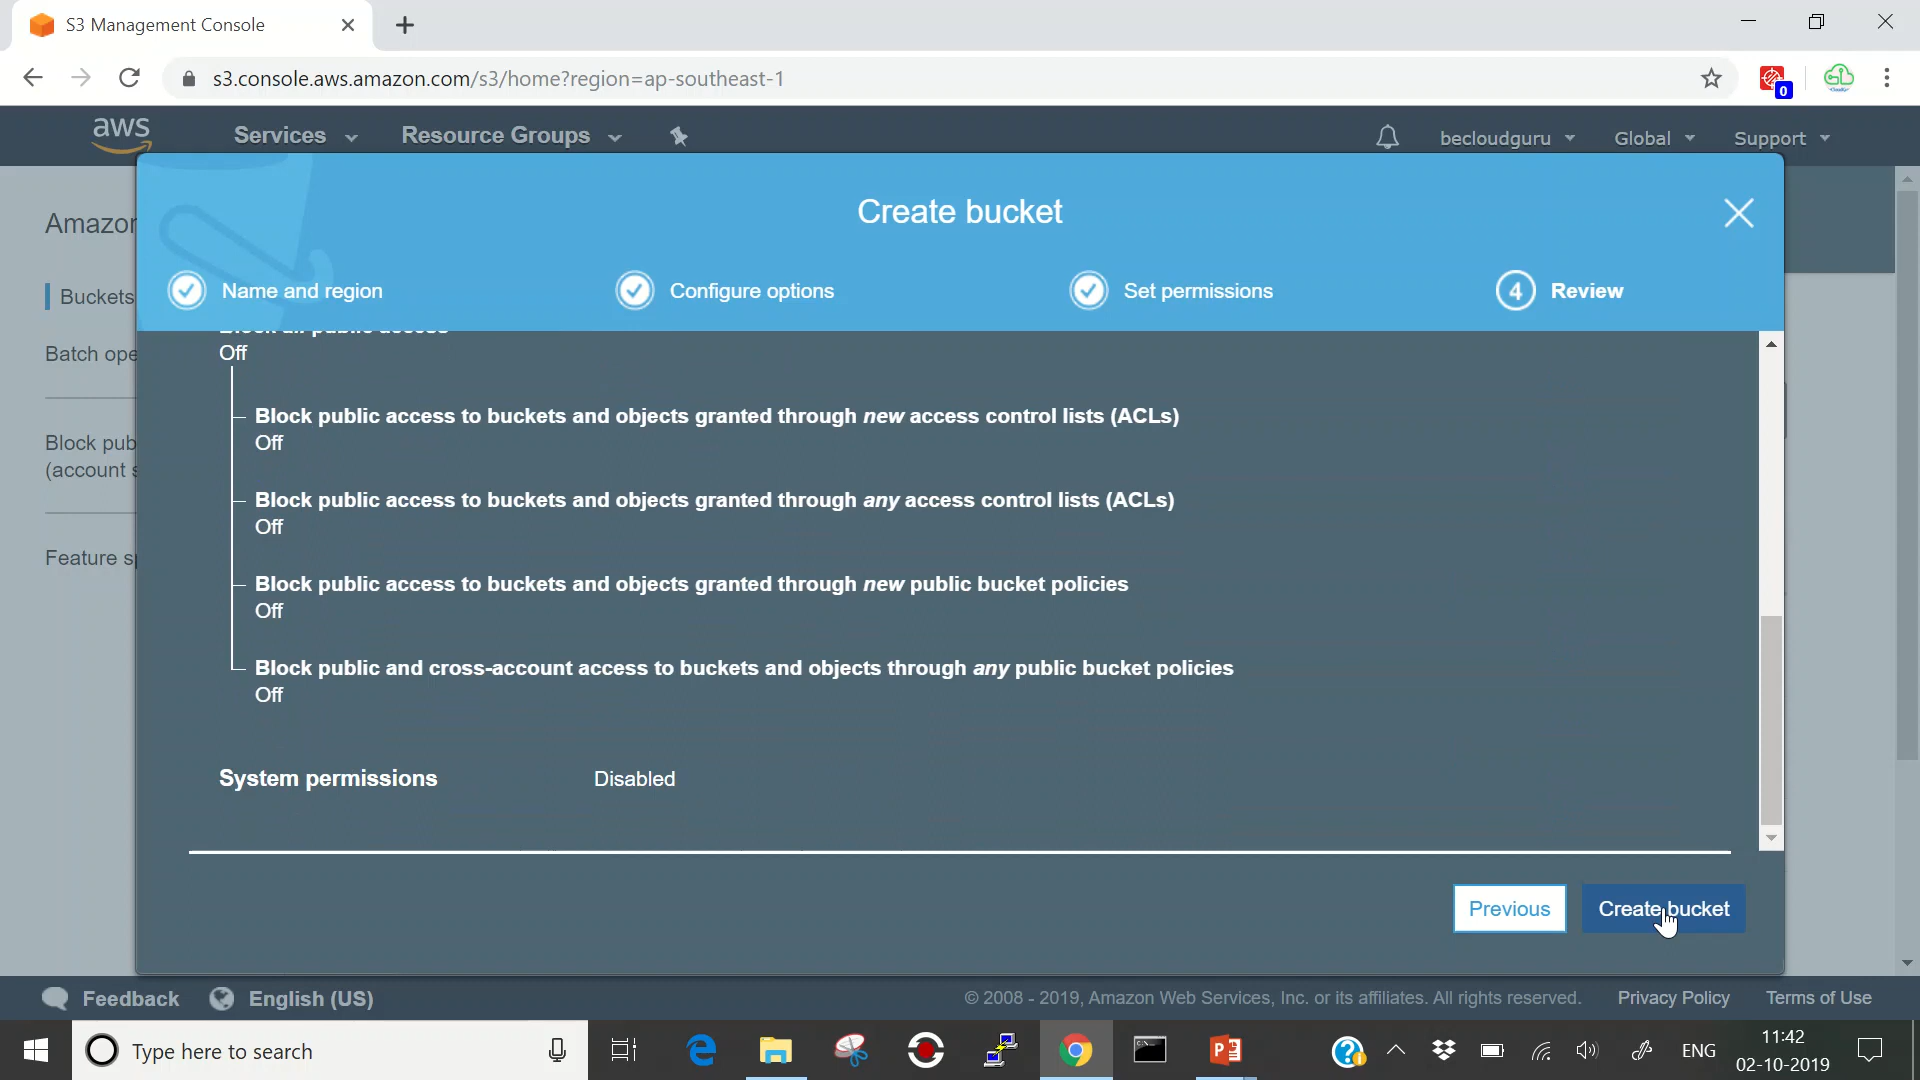 S3 Management Console
s3.console.aws.amazon.com/s3/home?region=ap-southeast-1
0
aws
Services
Resource Groups
becloudguru
Global
Support
Create bucket
Name and region
Configure options
Set permissions
4 Review
Amazon
Buckets
Batch ope
Block pub
(account s
Feature sp
Block all public access
Off
Block public access to buckets and objects granted through new access control lists (ACLs)
Off
Block public access to buckets and objects granted through any access control lists (ACLs)
Off
Block public access to buckets and objects granted through new public bucket policies
Off
Block public and cross-account access to buckets and objects through any public bucket policies
Off
System permissions Disabled
Previous
Create bucket
Feedback
English (US)
© 2008 - 2019, Amazon Web Services, Inc. or its affiliates. All rights reserved.
Privacy Policy
Terms of Use
Type here to search
ENG
11:42
02-10-2019